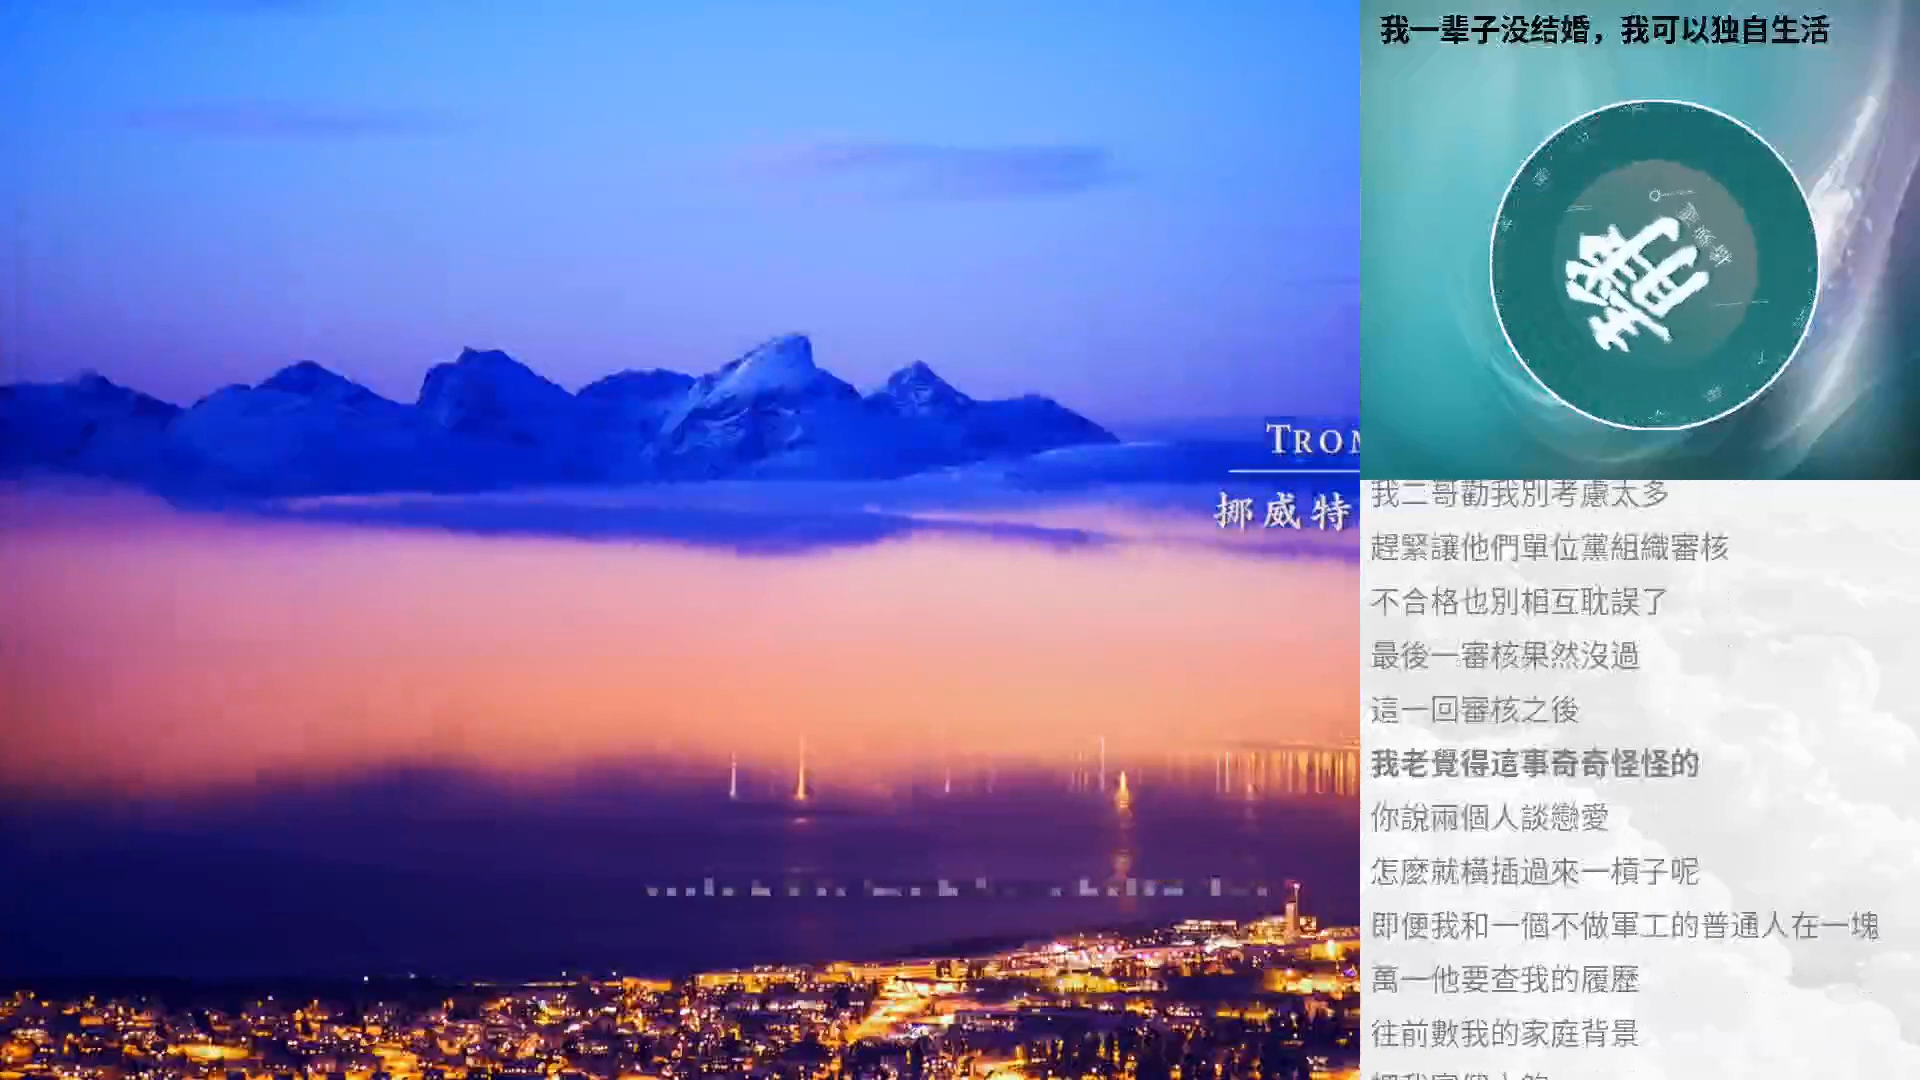 我一辈子没结婚，我可以独自生活
TROM
挪威特
我二哥勸我別考慮太多
趕緊讓他們單位黨組織審核
不合格也別相互耽誤了
最後一審核果然沒過
這一回審核之後
我老覺得這事奇奇怪怪的
你說兩個人談戀愛
怎麼就橫插過來一槓子呢
即便我和一個不做軍工的普通人在一塊
萬一他要查我的履歷
往前數我的家庭背景